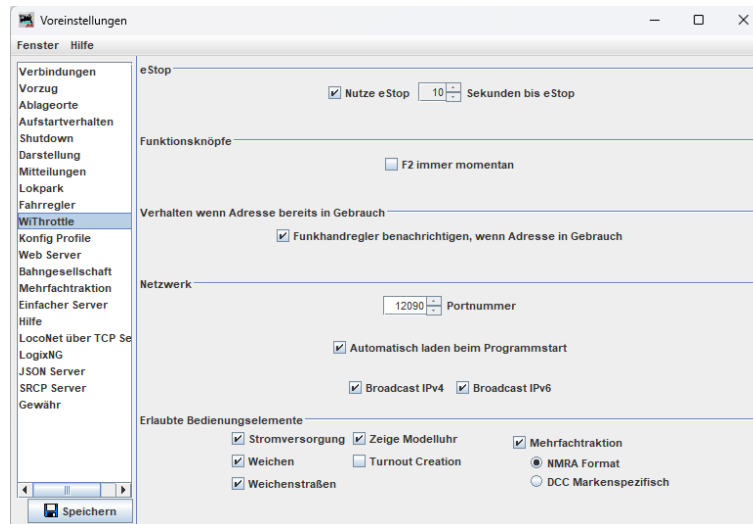 Voreinstellungen
Fenster Hilfe
Verbindungen
Vorzug
Ablageorte
Aufstartverhalten
Shutdown
Darstellung
Mitteilungen
Lokpark
Fahrregler
WiThrottle
Konfig Profile
Web Server
Bahngesellschaft
Mehrfachtraktion
Einfacher Server
Hilfe
LocoNet über TCP Se
LogixNG
JSON Server
SRCP Server
Gewähr
Speichern
eStop
Nutze eStop 10 Sekunden bis eStop
Funktionsknöpfe
F2 immer momentan
Verhalten wenn Adresse bereits in Gebrauch
Funkhandregler benachrichtigen, wenn Adresse in Gebrauch
Netzwerk
12090 Portnummer
Automatisch laden beim Programmstart
Broadcast IPv4 Broadcast IPv6
Erlaubte Bedienungselemente
Stromversorgung Zeige Modelluhr Mehrfachtraktion
Weichen Turnout Creation NMRA Format
Weichenstraßen DCC Markenspezifisch